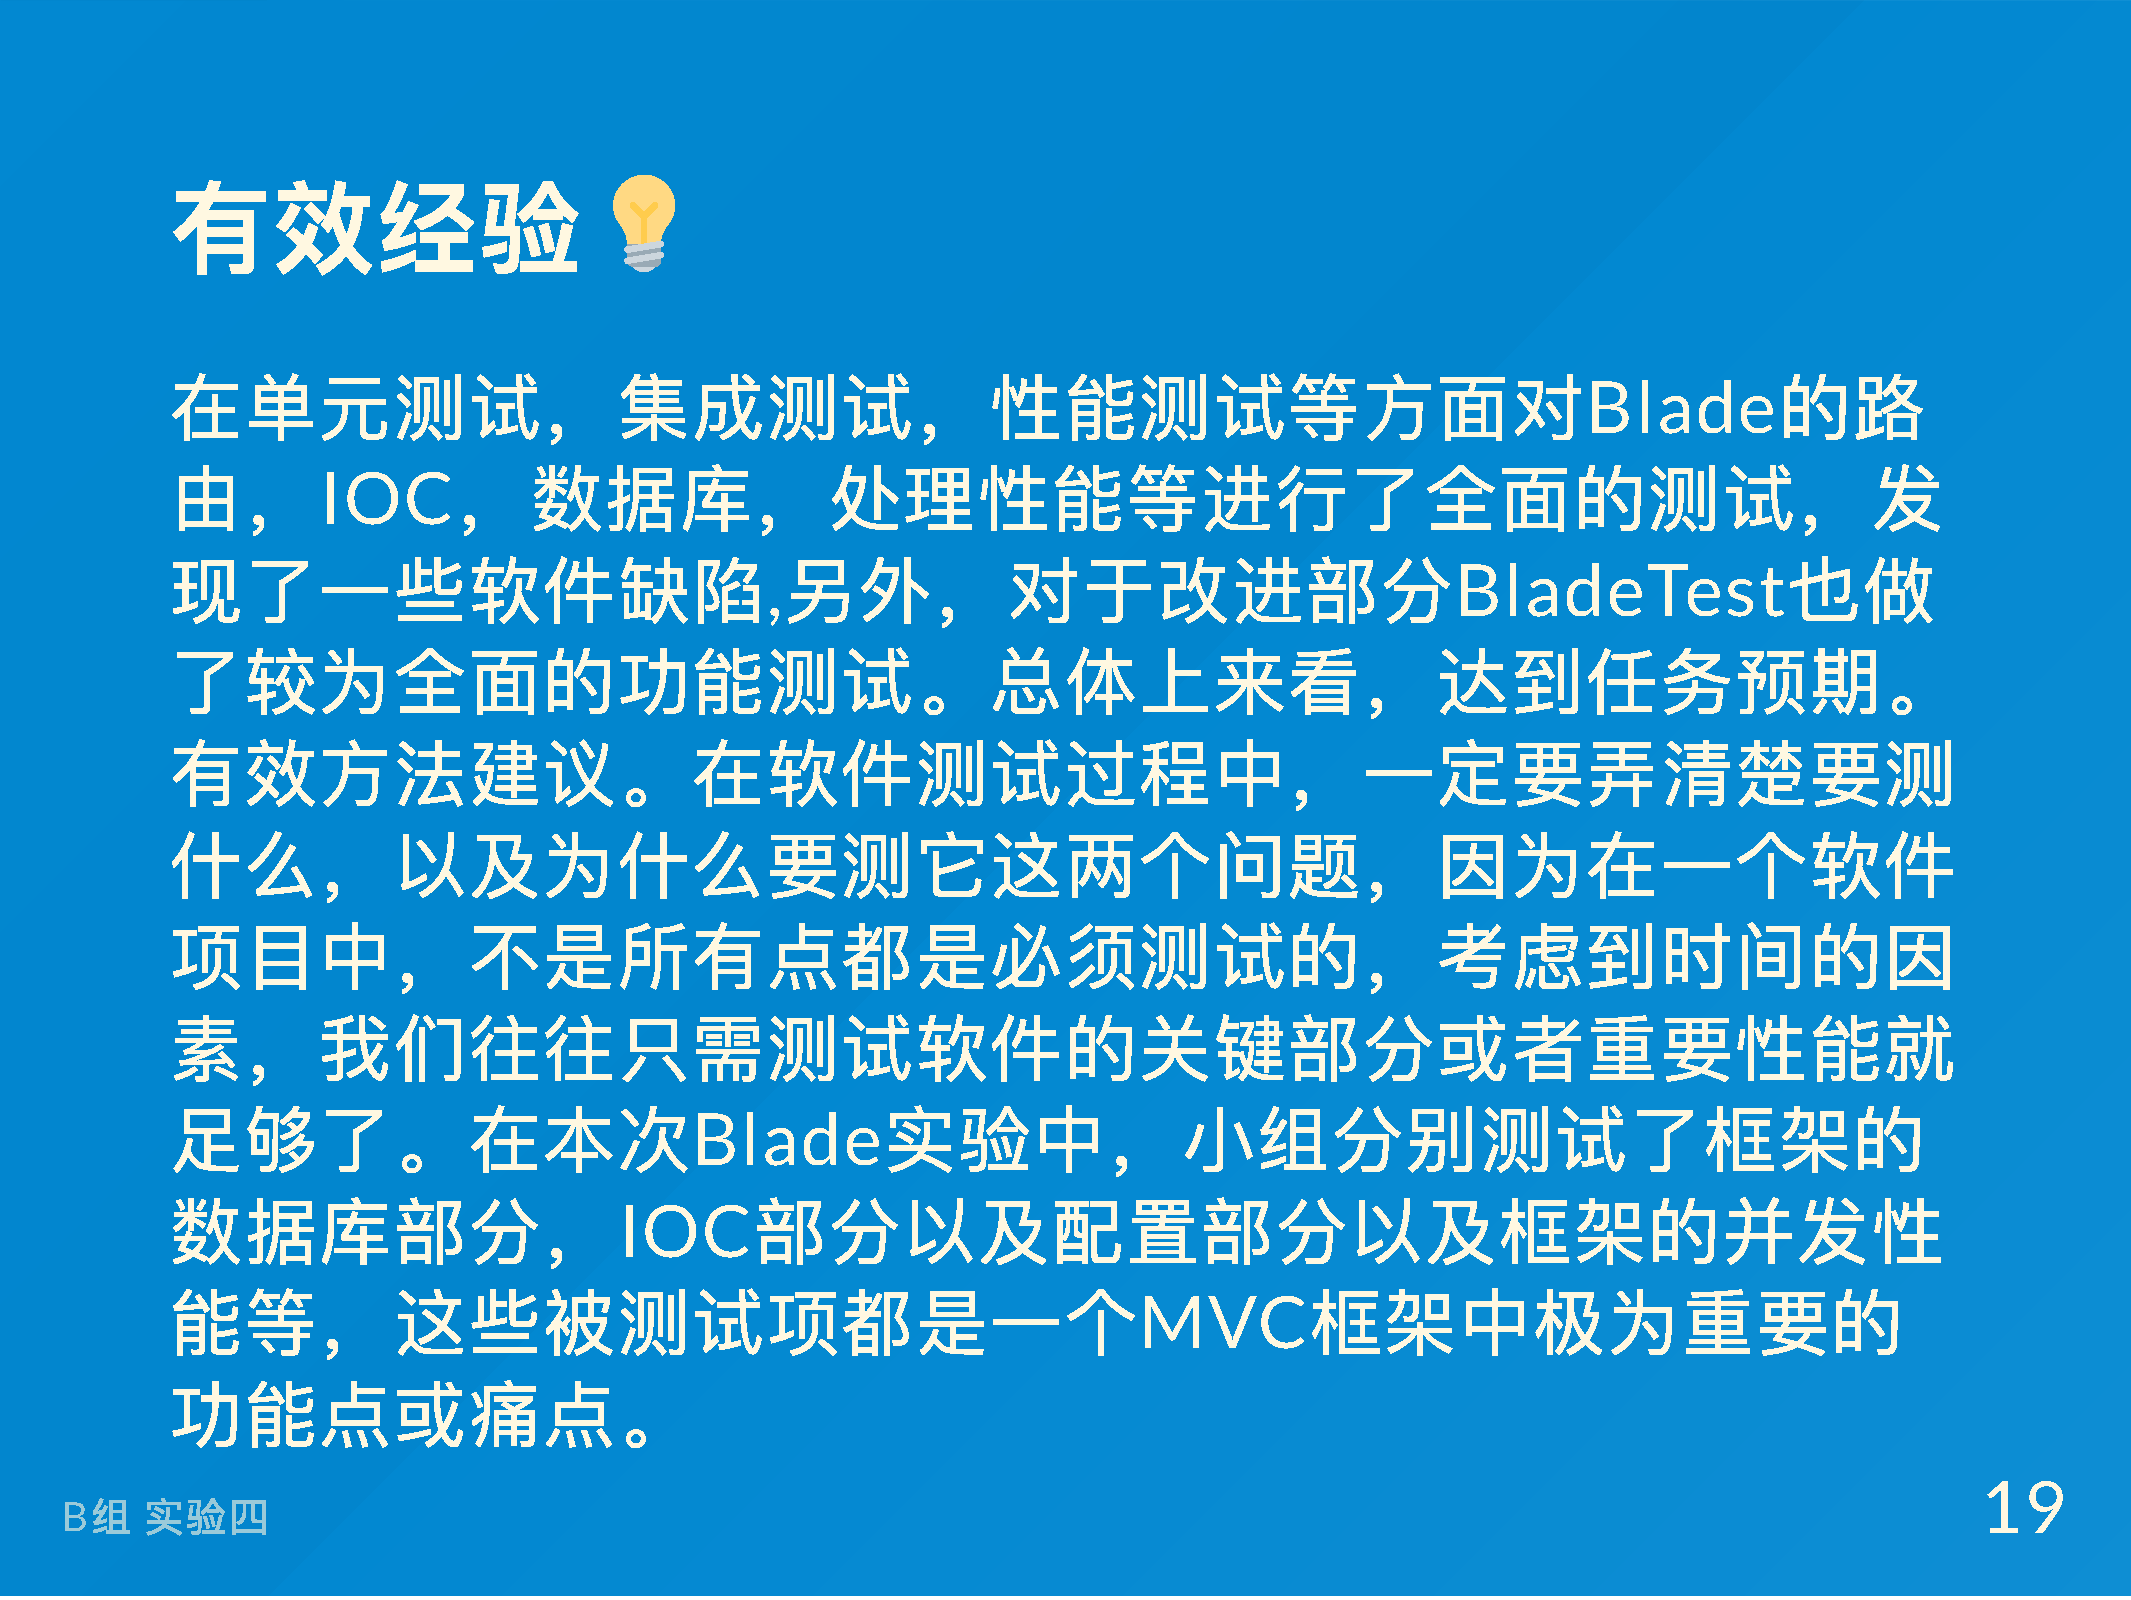 有效经验💡
在单元测试，集成测试，性能测试等方面对Blade的路
由，IOC，数据库，处理性能等进行了全面的测试，发
现了一些软件缺陷,另外，对于改进部分BladeTest也做
了较为全面的功能测试。总体上来看，达到任务预期。
有效方法建议。在软件测试过程中，一定要弄清楚要测
什么，以及为什么要测它这两个问题，因为在一个软件
项目中，不是所有点都是必须测试的，考虑到时间的因
素，我们往往只需测试软件的关键部分或者重要性能就
足够了。在本次Blade实验中，小组分别测试了框架的
数据库部分，IOC部分以及配置部分以及框架的并发性
能等，这些被测试项都是一个MVC框架中极为重要的
功能点或痛点。
B组 实验四
19